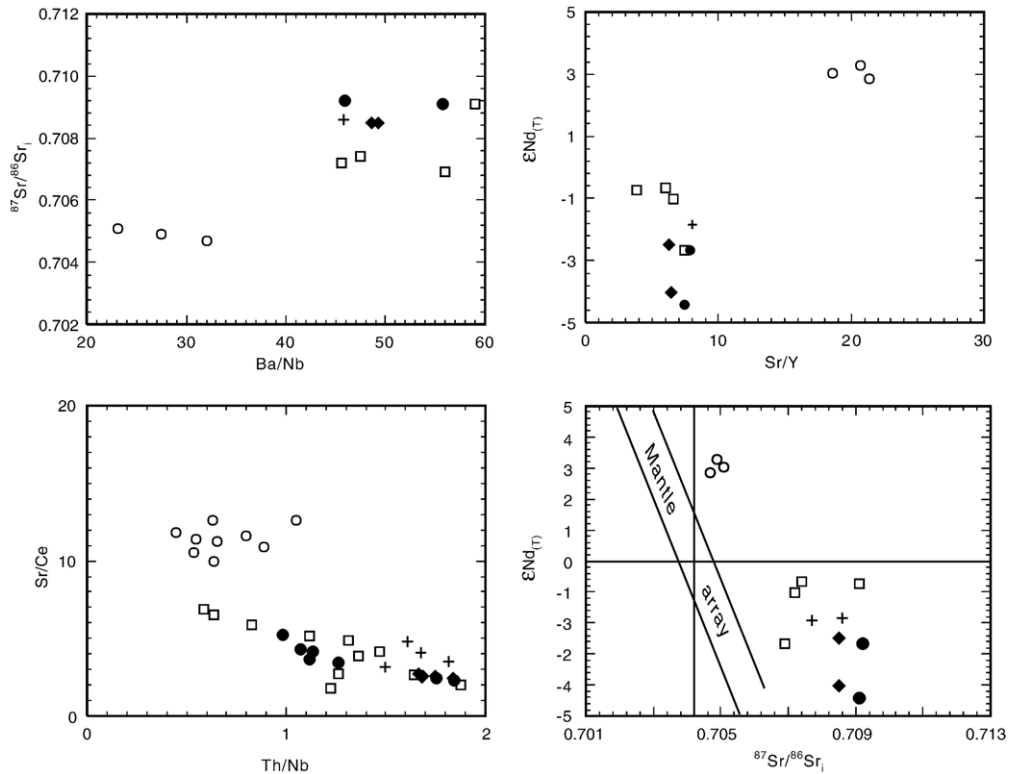 0.712
0.710
0.708
0.706
0.704
0.702
⁸⁷Sr/⁸⁶Srᵢ
20 30 40 50 60
Ba/Nb
5
3
1
-1
-3
-5
εNd(T)
0 10 20 30
Sr/Y
20
10
0
Sr/Ce
0 1 2
Th/Nb
5
4
3
2
1
0
-1
-3
-2
-4
-5
εNd(T)
Mantle
array
0.701 0.705 0.709 0.713
⁸⁷Sr/⁸⁶Srᵢ